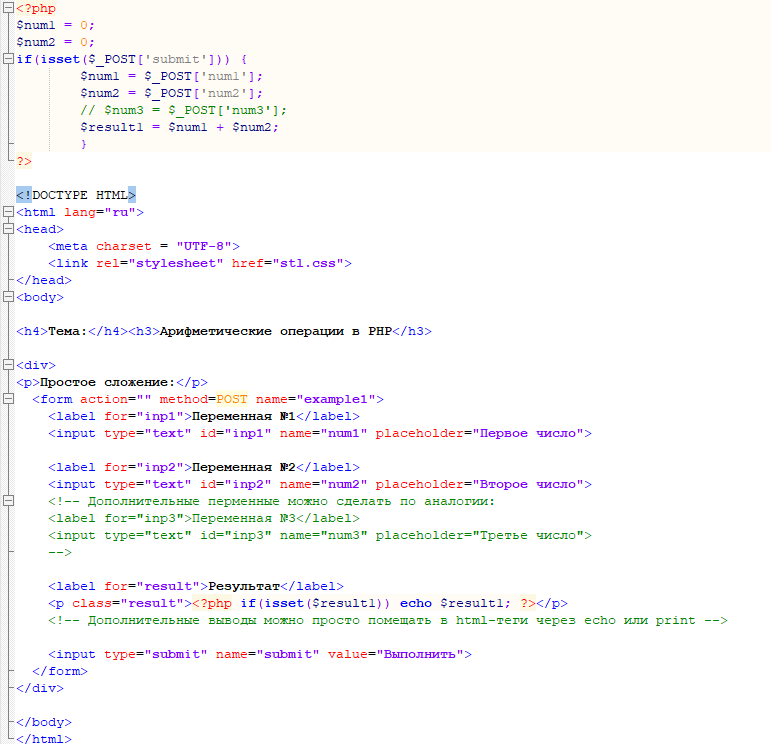 <?php
$num1 = 0;
$num2 = 0;
if(isset($_POST['submit'])) {
        $num1 = $_POST['num1'];
        $num2 = $_POST['num2'];
        // $num3 = $_POST['num3'];
        $result1 = $num1 + $num2;
        }
?>

<!DOCTYPE HTML>
<html lang="ru">
<head>
    <meta charset = "UTF-8">
    <link rel="stylesheet" href="stl.css">
</head>
<body>

<h4>Тема:</h4><h3>Арифметические операции в PHP</h3>

<div>
<p>Простое сложение:</p>
  <form action="" method=POST name="example1">
    <label for="inp1">Переменная №1</label>
    <input type="text" id="inp1" name="num1" placeholder="Первое число">

    <label for="inp2">Переменная №2</label>
    <input type="text" id="inp2" name="num2" placeholder="Второе число">
    <!-- Дополнительные перменные можно сделать по аналогии:
    <label for="inp3">Переменная №3</label>
    <input type="text" id="inp3" name="num3" placeholder="Третье число">
    -->

    <label for="result">Результат</label>
    <p class="result"><?php if(isset($result1)) echo $result1; ?></p>
    <!-- Дополнительные выводы можно просто помещать в html-теги через echo или print -->

    <input type="submit" name="submit" value="Выполнить">
  </form>
</div>

</body>
</html>